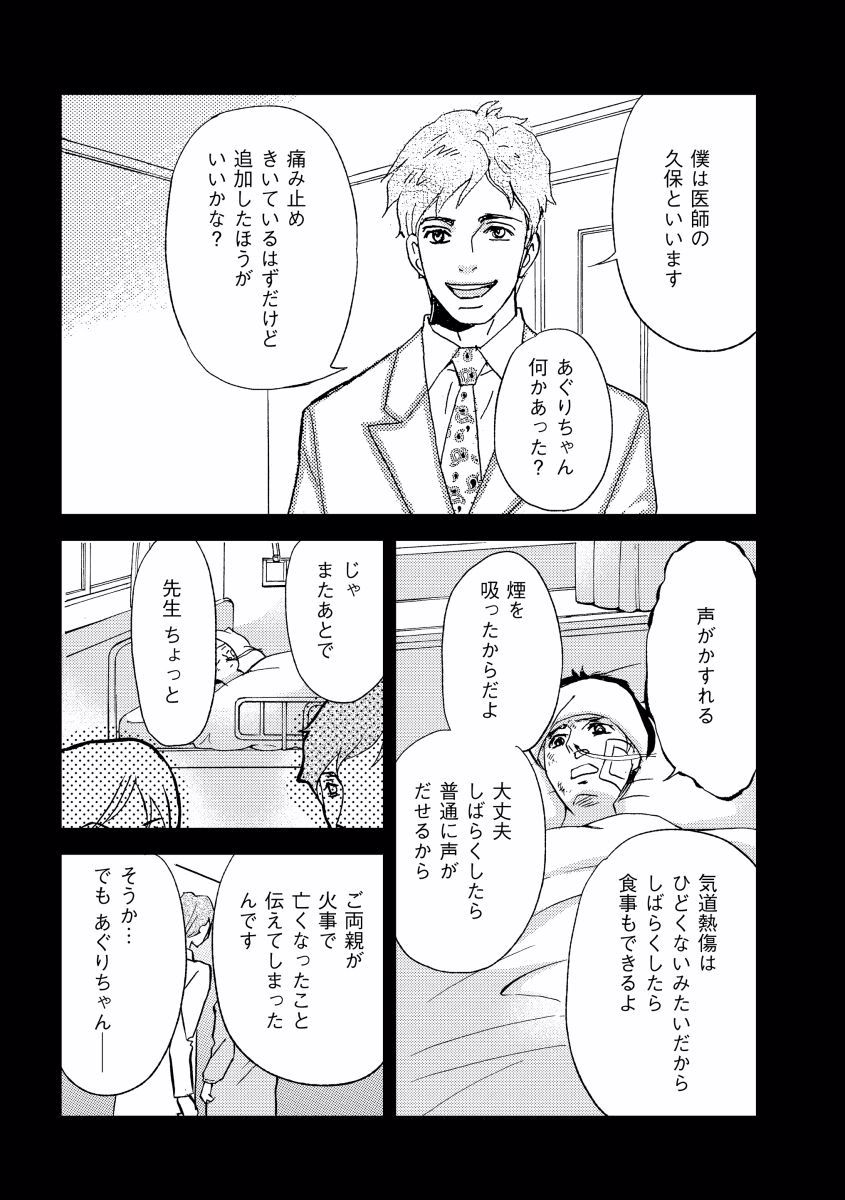 僕は医師の
久保といいます
あぐりちゃん
何かあった?
痛み止め
きいているはずだけど
追加したほうが
いいかな?
声がかすれる
煙を
吸ったからだよ
大丈夫
しばらくしたら
普通に声が
だせるから
気道熱傷は
ひどくないみたいだから
しばらくしたら
食事もできるよ
じゃ
またあとで
先生 ちょっと
ご両親が
火事で
亡くなったこと
伝えてしまった
んです
そうか…
でも あぐりちゃん――